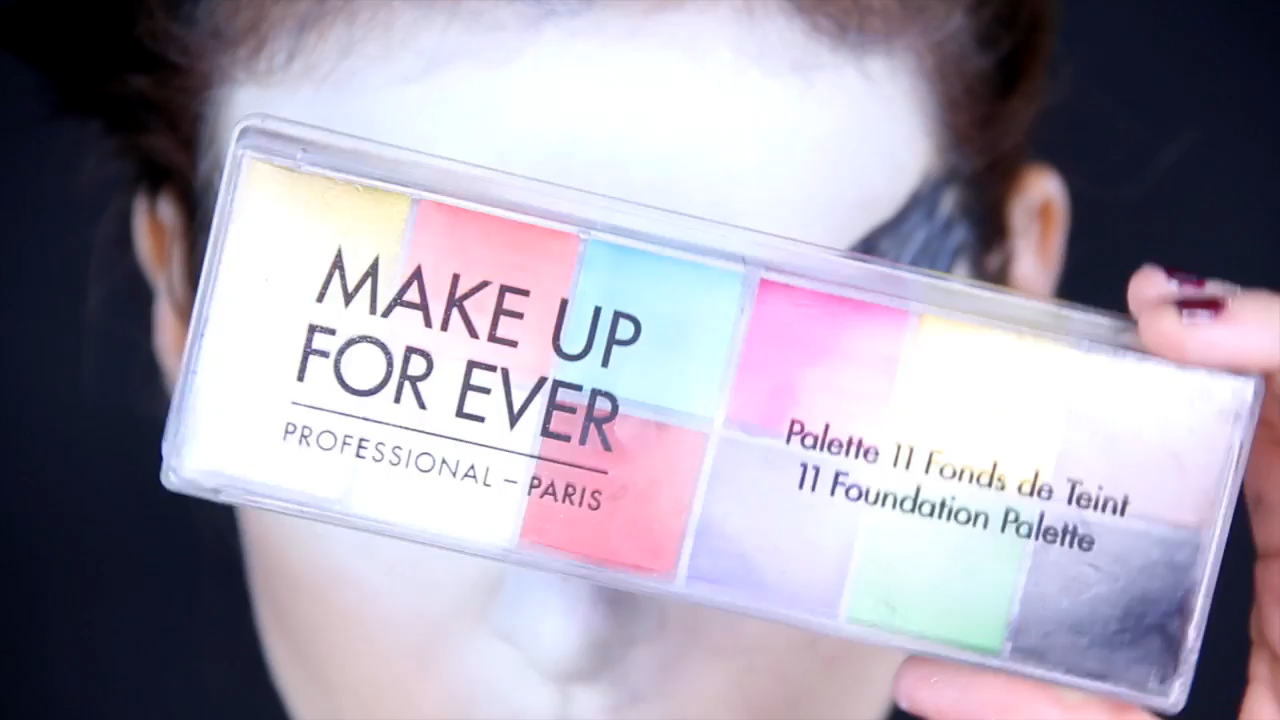 MAKE UP
FOR EVER
PROFESSIONAL – PARIS
Palette 11 Fonds de Teint
11 Foundation Palette